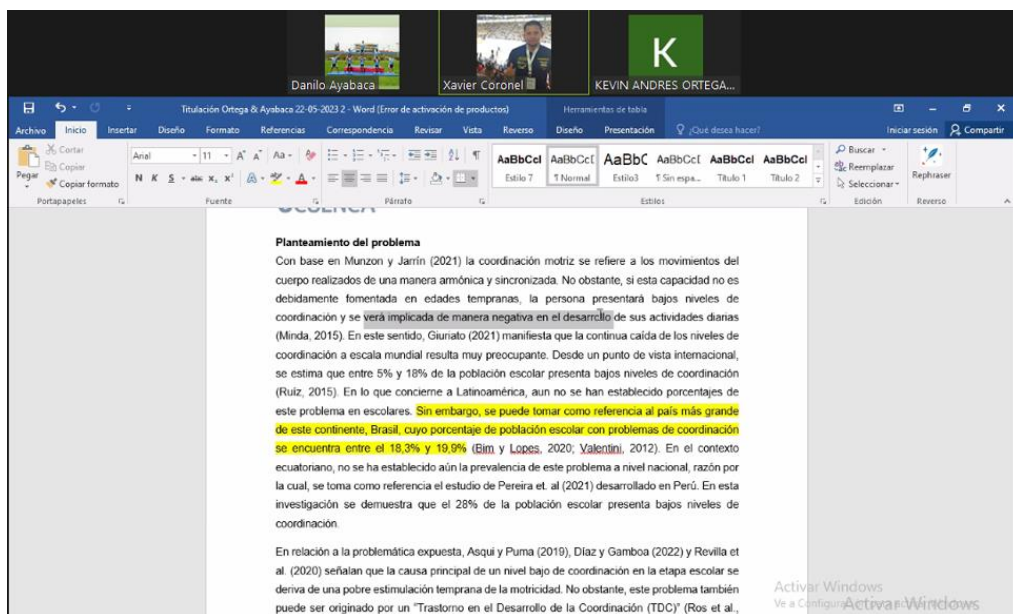 K
Danilo Ayabaca
Xavier Coronel
KEVIN ANDRES ORTEGA...
Titulación Ortega & Ayabaca 22-05-2023 2 - Word (Error de activación de productos)
Herramientas de tabla
Archivo Inicio Insertar Diseño Formato Referencias Correspondencia Revisar Vista Reverso Diseño Presentación ¿Qué desea hacer? Iniciar sesión Compartir
Pegar
Cortar
Copiar
Copiar formato
Portapapeles
Arial 11
Fuente
Párrafo
AaBbCcI AaBbCcI AaBbC AaBbCcI AaBbCcI AaBbCcI
Estilo 7 ¶ Normal Estilo3 ¶ Sin espa... Título 1 Título 2
Estilos
Buscar
Reemplazar
Seleccionar
Edición
Rephraser
Reverso
UCUENCA
Planteamiento del problema
Con base en Munzon y Jarrín (2021) la coordinación motriz se refiere a los movimientos del
cuerpo realizados de una manera armónica y sincronizada. No obstante, si esta capacidad no es
debidamente fomentada en edades tempranas, la persona presentará bajos niveles de
coordinación y se verá implicada de manera negativa en el desarrollo de sus actividades diarias
(Minda, 2015). En este sentido, Giuriato (2021) manifiesta que la continua caída de los niveles de
coordinación a escala mundial resulta muy preocupante. Desde un punto de vista internacional,
se estima que entre 5% y 18% de la población escolar presenta bajos niveles de coordinación
(Ruíz, 2015). En lo que concierne a Latinoamérica, aun no se han establecido porcentajes de
este problema en escolares. Sin embargo, se puede tomar como referencia al país más grande
de este continente, Brasil, cuyo porcentaje de población escolar con problemas de coordinación
se encuentra entre el 18,3% y 19,9% (Bim y Lopes, 2020; Valentini, 2012). En el contexto
ecuatoriano, no se ha establecido aún la prevalencia de este problema a nivel nacional, razón por
la cual, se toma como referencia el estudio de Pereira et. al (2021) desarrollado en Perú. En esta
investigación se demuestra que el 28% de la población escolar presenta bajos niveles de
coordinación.
En relación a la problemática expuesta, Asqui y Puma (2019), Díaz y Gamboa (2022) y Revilla et
al. (2020) señalan que la causa principal de un nivel bajo de coordinación en la etapa escolar se
deriva de una pobre estimulación temprana de la motricidad. No obstante, este problema también
puede ser originado por un "Trastorno en el Desarrollo de la Coordinación (TDC)" (Ros et al.,
Activar Windows
Ve a Configu
Activar Windows